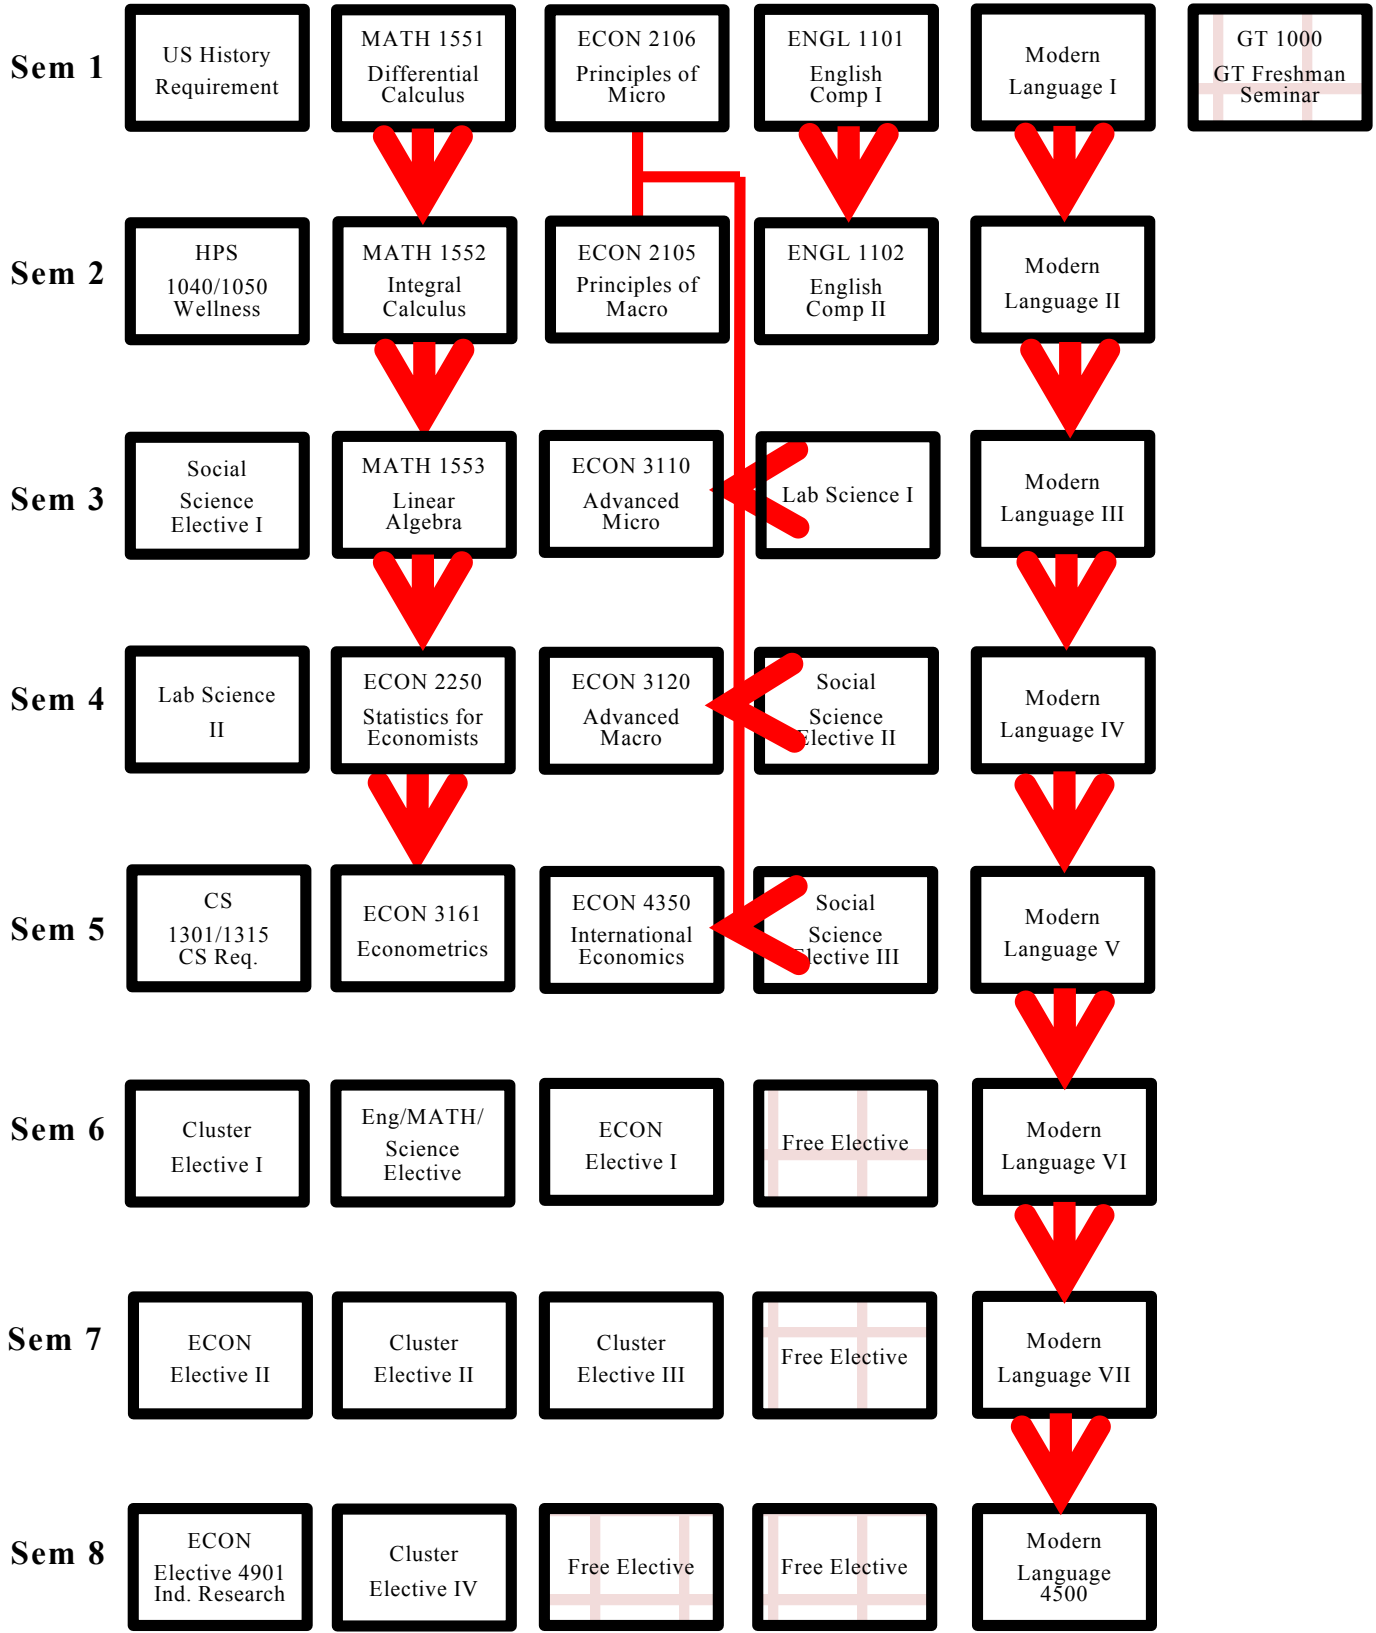 Sem 1
US History
Requirement
MATH 1551
Differential
Calculus
ECON 2106
Principles of
Micro
ENGL 1101
English
Comp I
Modern
Language I
GT 1000
GT Freshman
Seminar
Sem 2
HPS
1040/1050
Wellness
MATH 1552
Integral
Calculus
ECON 2105
Principles of
Macro
ENGL 1102
English
Comp II
Modern
Language II
Sem 3
Social
Science
Elective I
MATH 1553
Linear
Algebra
ECON 3110
Advanced
Micro
Lab Science I
Modern
Language III
Sem 4
Lab Science
II
ECON 2250
Statistics for
Economists
ECON 3120
Advanced
Macro
Social
Science
Elective II
Modern
Language IV
Sem 5
CS
1301/1315
CS Req.
ECON 3161
Econometrics
ECON 4350
International
Economics
Social
Science
Elective III
Modern
Language V
Sem 6
Cluster
Elective I
Eng/MATH/
Science
Elective
ECON
Elective I
Free Elective
Modern
Language VI
Sem 7
ECON
Elective II
Cluster
Elective II
Cluster
Elective III
Free Elective
Modern
Language VII
Sem 8
ECON
Elective 4901
Ind. Research
Cluster
Elective IV
Free Elective
Free Elective
Modern
Language
4500